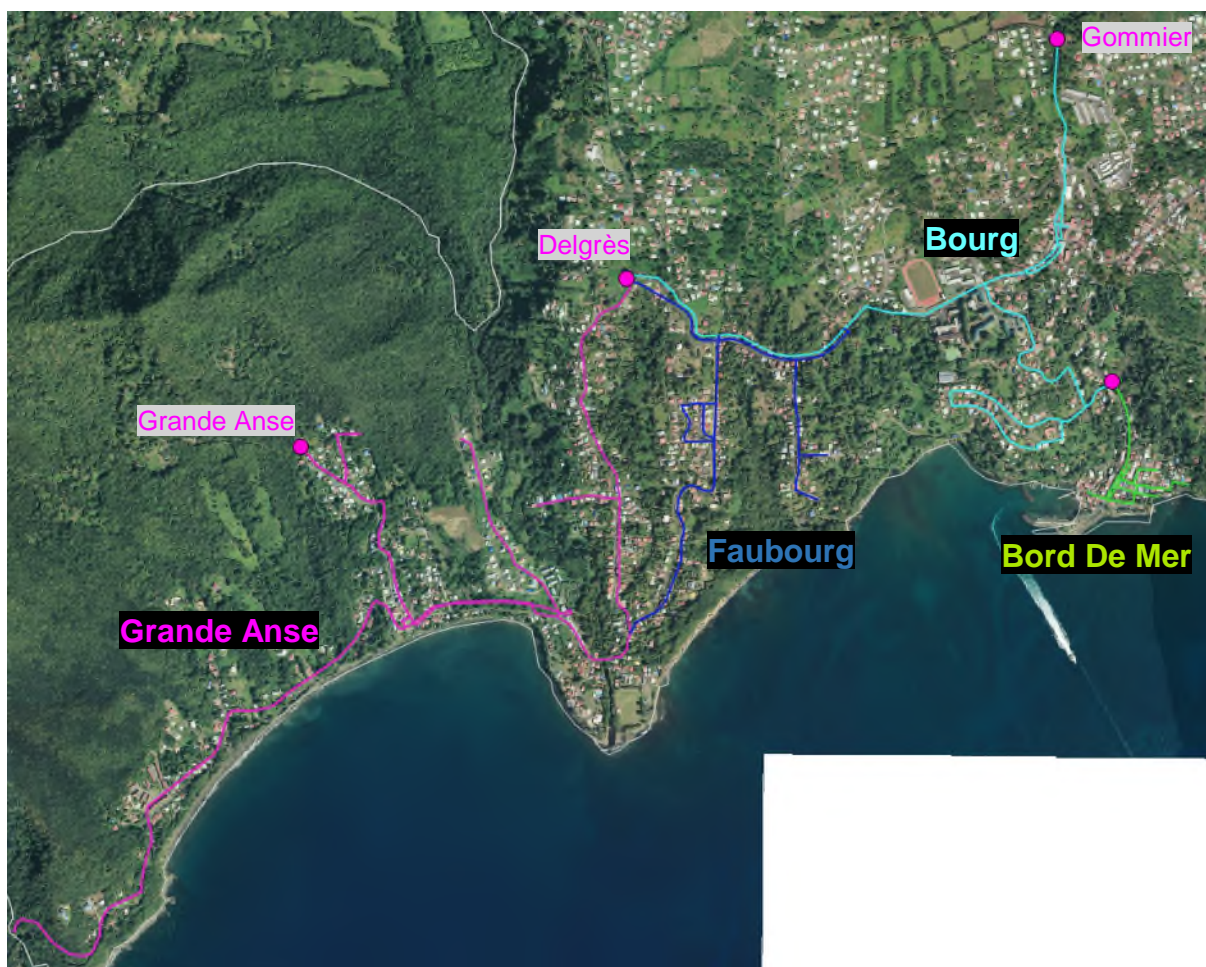 Gommier
Bourg
Delgrès
Grande Anse
Faubourg
Bord De Mer
Grande Anse